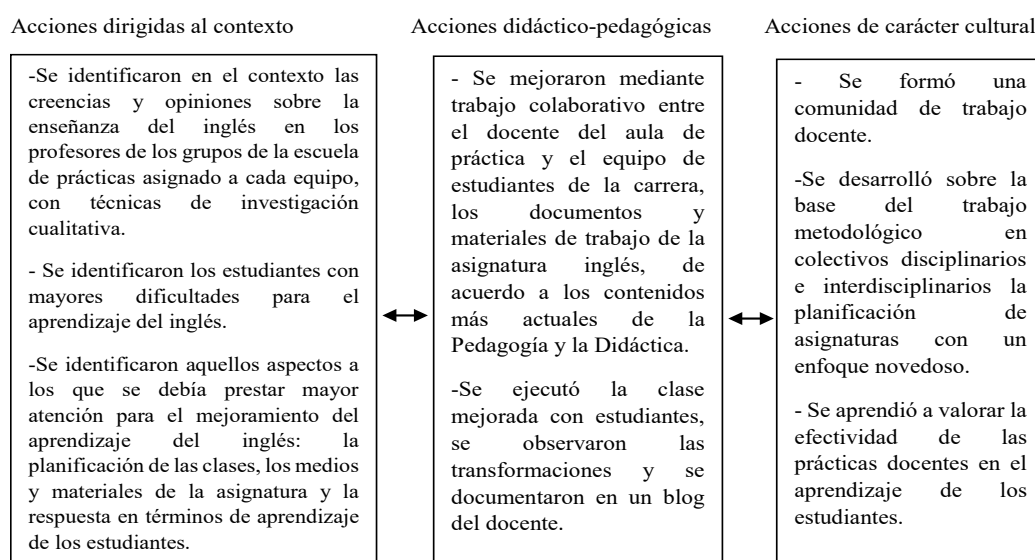 Acciones dirigidas al contexto
Acciones didáctico-pedagógicas
Acciones de carácter cultural
-Se identificaron en el contexto las
creencias y opiniones sobre la
enseñanza del inglés en los
profesores de los grupos de la escuela
de prácticas asignado a cada equipo,
con técnicas de investigación
cualitativa.
- Se identificaron los estudiantes con
mayores dificultades para el
aprendizaje del inglés.
-Se identificaron aquellos aspectos a
los que se debía prestar mayor
atención para el mejoramiento del
aprendizaje del inglés: la
planificación de las clases, los medios
y materiales de la asignatura y la
respuesta en términos de aprendizaje
de los estudiantes.
- Se mejoraron mediante
trabajo colaborativo entre
el docente del aula de
práctica y el equipo de
estudiantes de la carrera,
los documentos y
materiales de trabajo de la
asignatura inglés, de
acuerdo a los contenidos
más actuales de la
Pedagogía y la Didáctica.
-Se ejecutó la clase
mejorada con estudiantes,
se observaron las
transformaciones y se
documentaron en un blog
del docente.
- Se formó una
comunidad de trabajo
docente.
-Se desarrolló sobre la
base del trabajo
metodológico en
colectivos disciplinarios
e interdisciplinarios la
planificación de
asignaturas con un
enfoque novedoso.
- Se aprendió a valorar la
efectividad de las
prácticas docentes en el
aprendizaje de los
estudiantes.